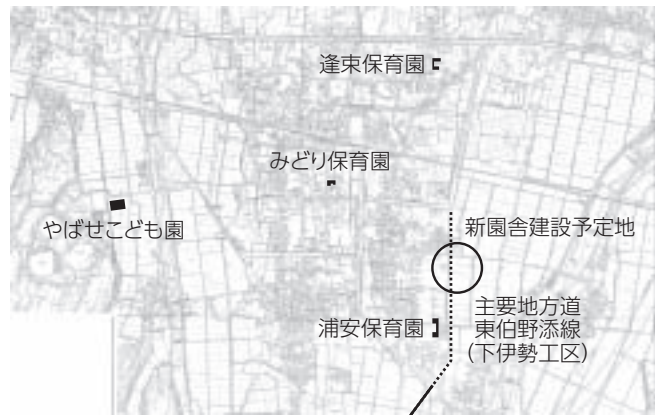 逢束保育園
みどり保育園
やばせこども園
新園舎建設予定地
浦安保育園
主要地方道
東伯野添線
(下伊勢工区)